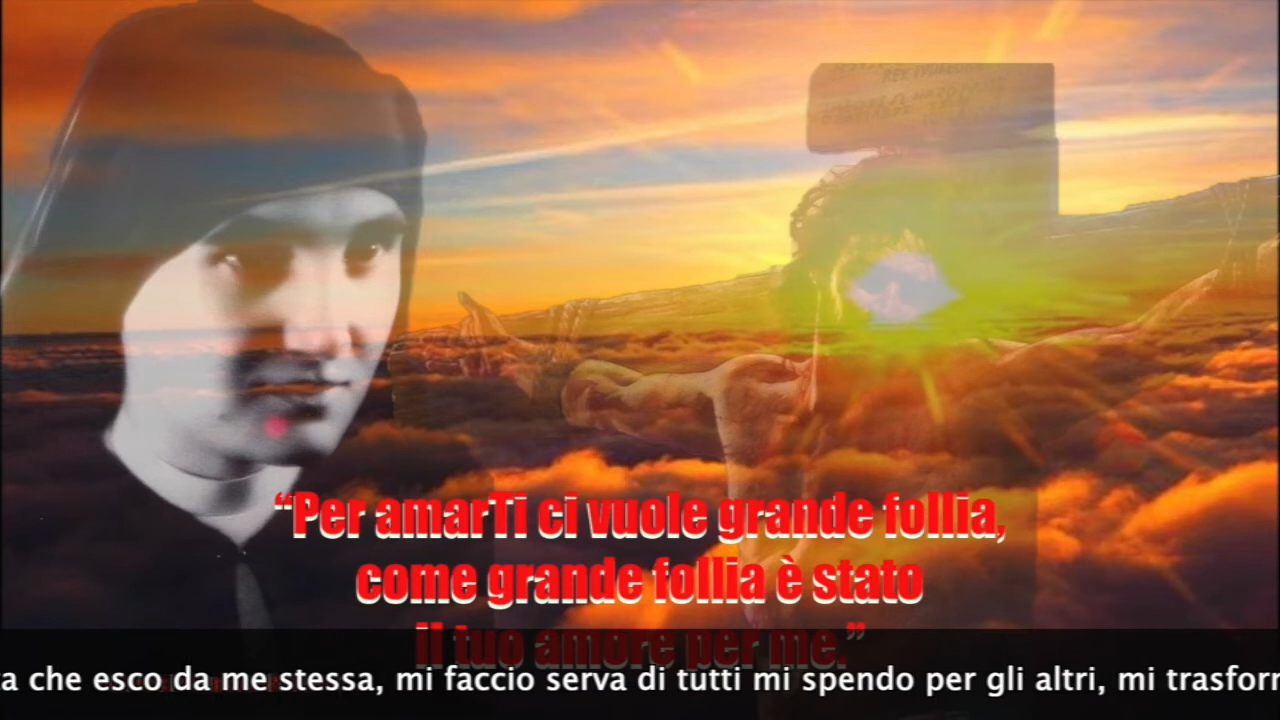 “Per amarTi ci vuole grande follia,
come grande follia è stato
il tuo amore per me.”
a che esco da me stessa, mi faccio serva di tutti mi spendo per gli altri, mi trasforr